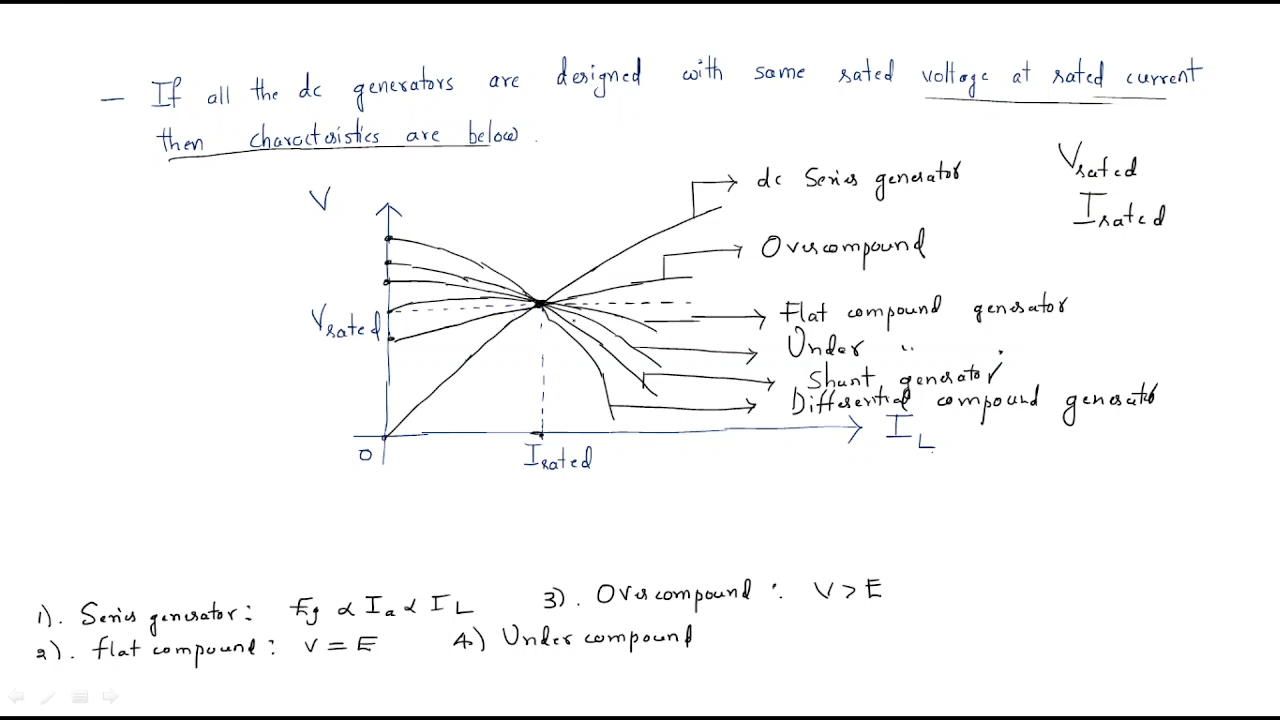 — If all the dc generators are designed with same rated voltage at rated current
then characteristics are below.
Vrated
Irated
V
dc Series generator
Overcompound
Vrated
Flat compound generator
Under "
Shunt generator
Differential compound generator
0
Irated
IL
1). Series generator: Eg ∝ Ia ∝ IL
3). Overcompound : V > E
2). flat compound : V = E
4) Under compound